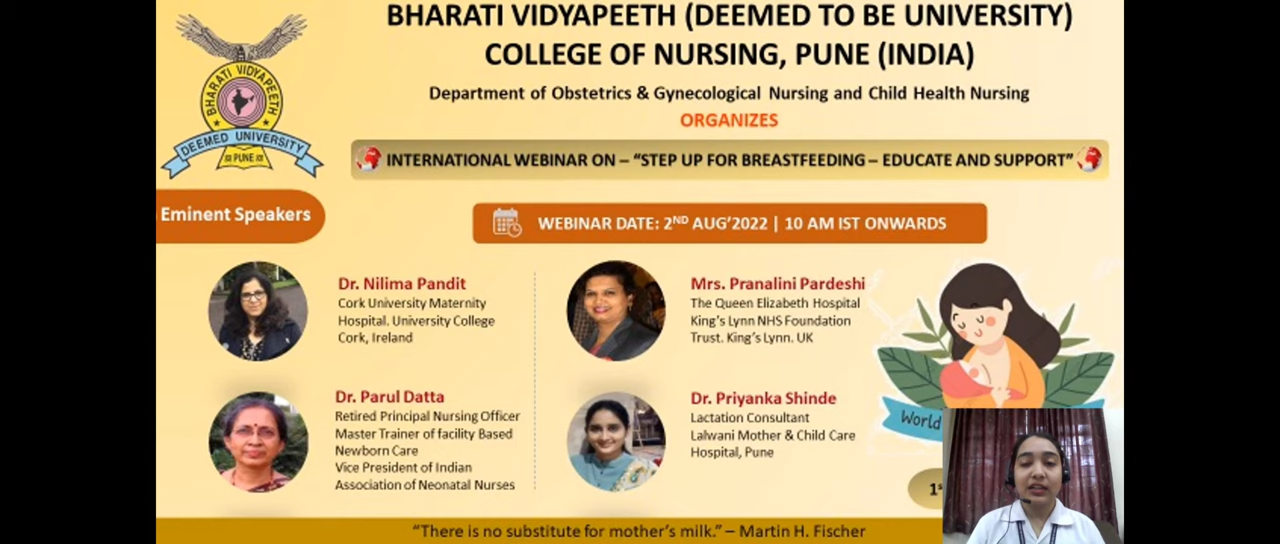 BHARATI VIDYAPEETH (DEEMED TO BE UNIVERSITY)
COLLEGE OF NURSING, PUNE (INDIA)
Department of Obstetrics & Gynecological Nursing and Child Health Nursing
ORGANIZES
INTERNATIONAL WEBINAR ON – “STEP UP FOR BREASTFEEDING – EDUCATE AND SUPPORT”
BHARATI VIDYAPEETH
DEEMED UNIVERSITY
PUNE
Eminent Speakers
WEBINAR DATE: 2ND AUG’2022 | 10 AM IST ONWARDS
Dr. Nilima Pandit
Cork University Maternity
Hospital. University College
Cork, Ireland
Mrs. Pranalini Pardeshi
The Queen Elizabeth Hospital
King’s Lynn NHS Foundation
Trust. King’s Lynn. UK
Dr. Parul Datta
Retired Principal Nursing Officer
Master Trainer of facility Based
Newborn Care
Vice President of Indian
Association of Neonatal Nurses
Dr. Priyanka Shinde
Lactation Consultant
Lalwani Mother & Child Care
Hospital, Pune
World
“There is no substitute for mother’s milk.” – Martin H. Fischer